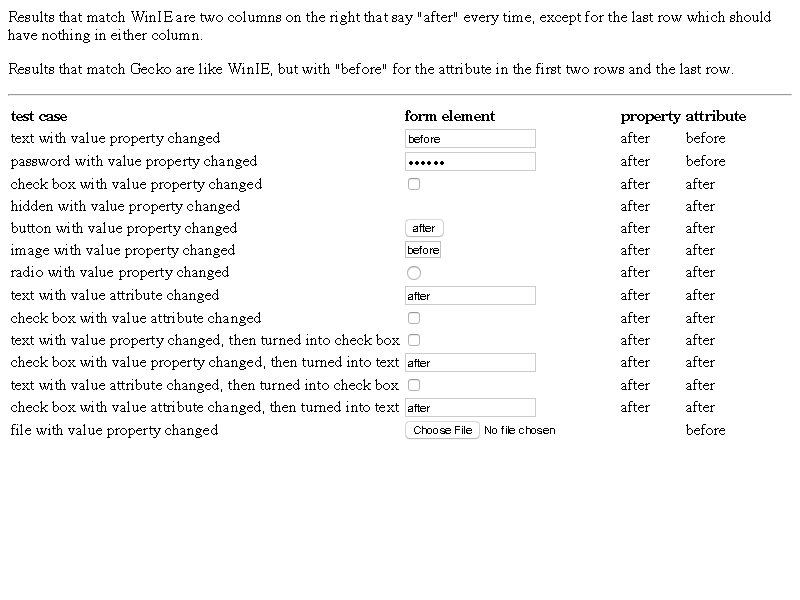 Results that match WinIE are two columns on the right that say "after" every time, except for the last row which should
have nothing in either column.
Results that match Gecko are like WinIE, but with "before" for the attribute in the first two rows and the last row.
test case form element property attribute
text with value property changed before after before
password with value property changed •••••• after before
check box with value property changed after after
hidden with value property changed after after
button with value property changed after after after
image with value property changed before after after
radio with value property changed after after
text with value attribute changed after after after
check box with value attribute changed after after
text with value property changed, then turned into check box after after
check box with value property changed, then turned into text after after after
text with value attribute changed, then turned into check box after after
check box with value attribute changed, then turned into text after after after
file with value property changed Choose File No file chosen before